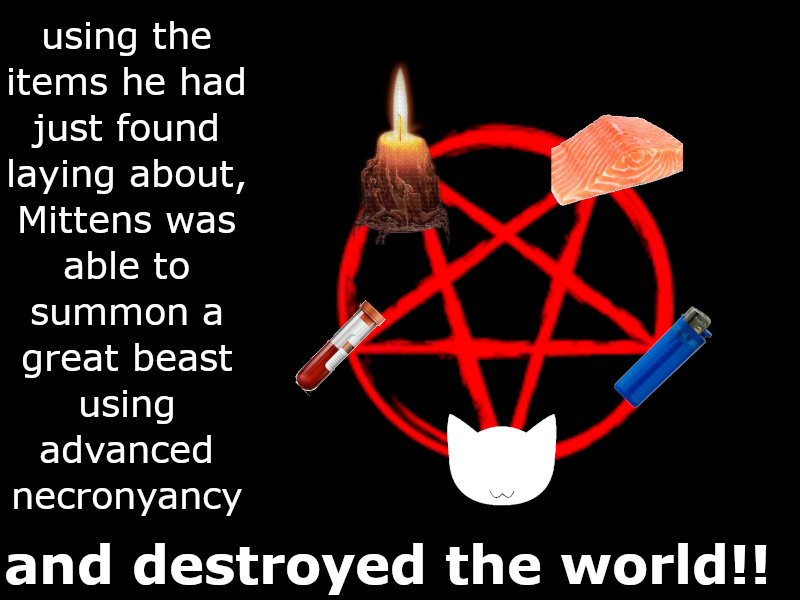 using the
items he had
just found
laying about,
Mittens was
able to
summon a
great beast
using
advanced
necronyancy
and destroyed the world!!